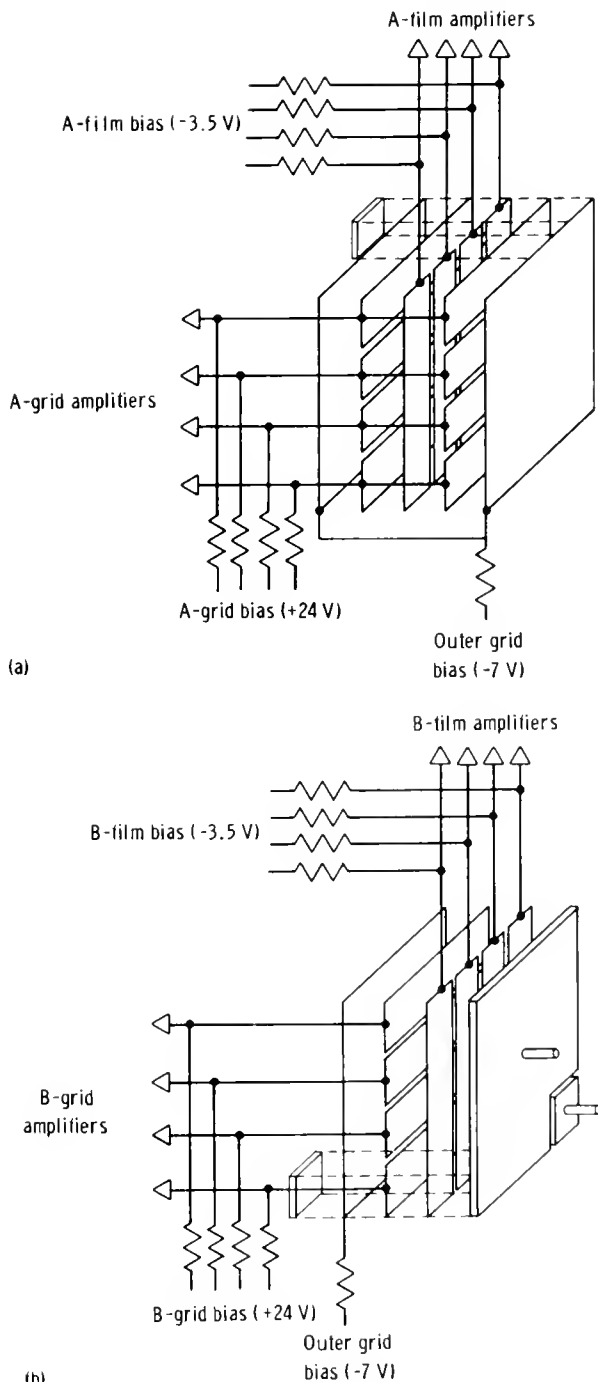 A-film amplifiers
A-film bias (-3.5 V)
A-grid amplifiers
A-grid bias (+24 V)
Outer grid
bias (-7 V)
(a)
B-film amplifiers
B-film bias (-3.5 V)
B-grid
amplifiers
B-grid bias (+24 V)
Outer grid
bias (-7 V)
(b)